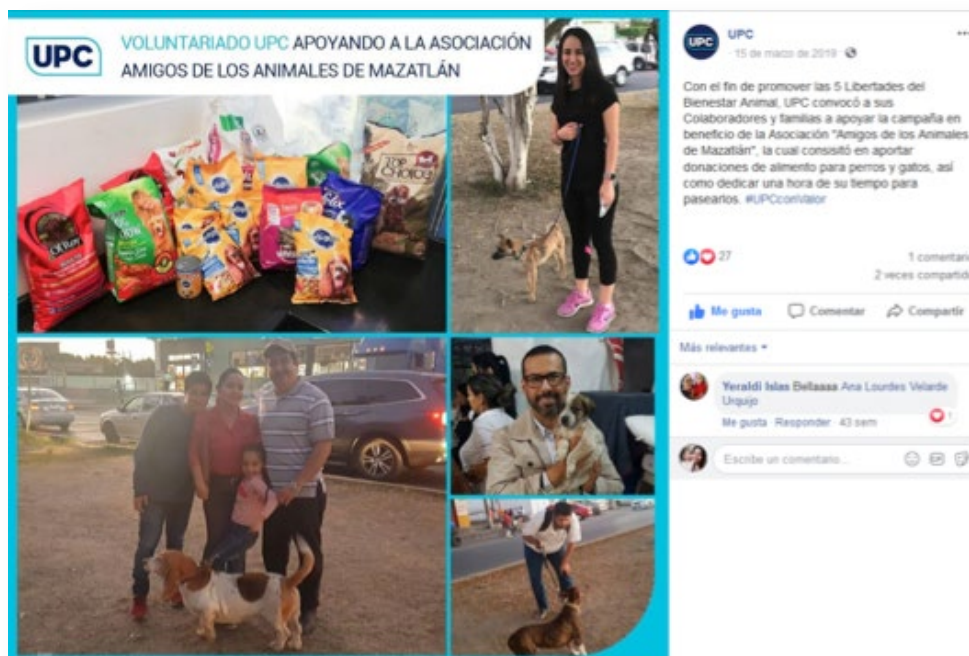 UPC
VOLUNTARIADO UPC APOYANDO A LA ASOCIACIÓN
AMIGOS DE LOS ANIMALES DE MAZATLÁN
Ol'Roy
Pedigree
TOP
CHOICE
UPC
UPC
15 de marzo de 2019
Con el fin de promover las 5 Libertades del
Bienestar Animal, UPC convocó a sus
Colaboradores y familias a apoyar la campaña en
beneficio de la Asociación "Amigos de los Animales
de Mazatlán", la cual consisitó en aportar
donaciones de alimento para perros y gatos, así
como dedicar una hora de su tiempo para
pasearlos. #UPCconValor
27
1 comentario
2 veces compartido
Me gusta Comentar Compartir
Más relevantes
Yeraldi Islas Bellaaaa Ana Lourdes Velarde
Urquijo
1
Me gusta · Responder · 43 sem
Escribe un comentario...
GIF